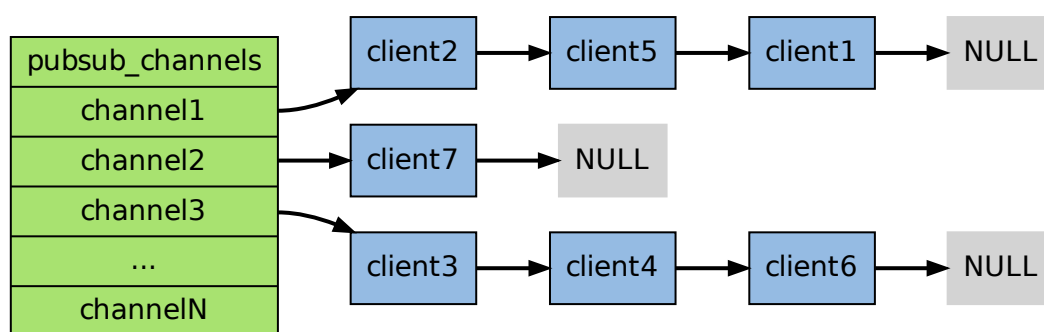 pubsub_channels
channel1
channel2
channel3
...
channelN
client2 client5 client1 NULL
client7 NULL
client3 client4 client6 NULL